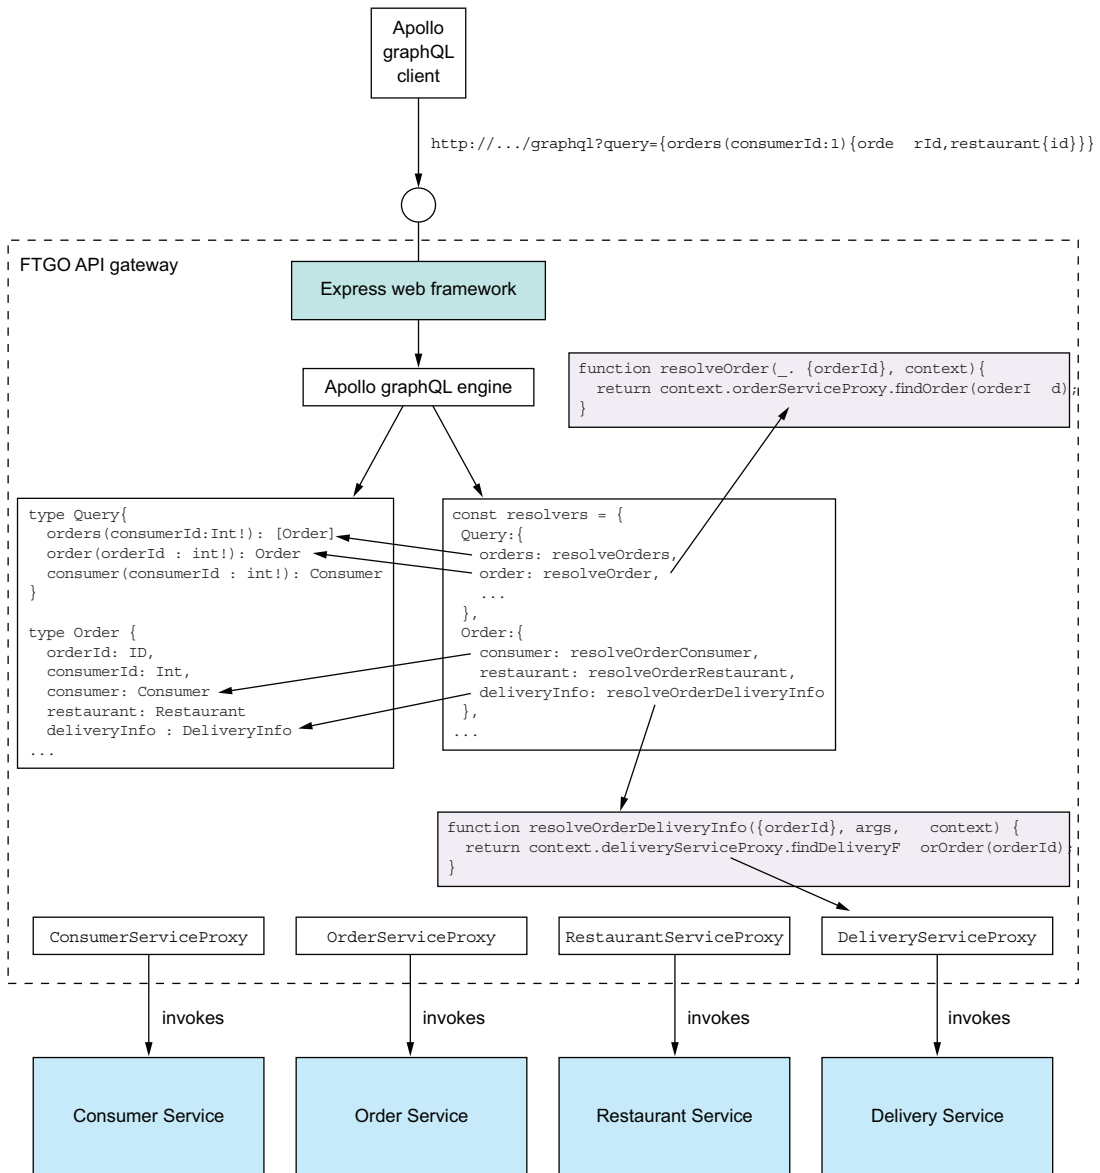 Apollo
graphQL
client
http://.../graphql?query={orders(consumerId:1){orde rId,restaurant{id}}}
FTGO API gateway
Express web framework
Apollo graphQL engine
function resolveOrder(_. {orderId}, context){
return context.orderServiceProxy.findOrder(orderI d);
}
type Query{
orders(consumerId:Int!): [Order]
order(orderId : int!): Order
consumer(consumerId : int!): Consumer
}
type Order {
orderId: ID,
consumerId: Int,
consumer: Consumer
restaurant: Restaurant
deliveryInfo : DeliveryInfo
...
const resolvers = {
Query:{
orders: resolveOrders,
order: resolveOrder,
...
},
Order:{
consumer: resolveOrderConsumer,
restaurant: resolveOrderRestaurant,
deliveryInfo: resolveOrderDeliveryInfo
},
...
function resolveOrderDeliveryInfo({orderId}, args, context) {
return context.deliveryServiceProxy.findDeliveryF orOrder(orderId);
}
ConsumerServiceProxy
OrderServiceProxy
RestaurantServiceProxy
DeliveryServiceProxy
invokes
invokes
invokes
invokes
Consumer Service
Order Service
Restaurant Service
Delivery Service